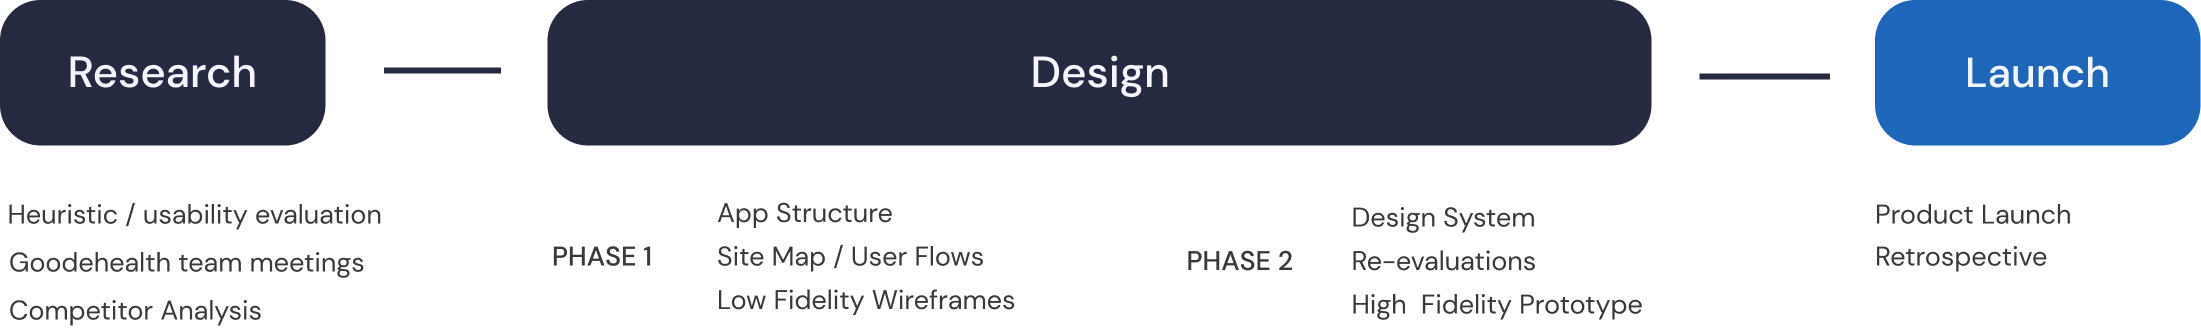 Research
Design
Launch
Heuristic / usability evaluation
Goodehealth team meetings
Competitor Analysis
PHASE 1
App Structure
Site Map / User Flows
Low Fidelity Wireframes
PHASE 2
Design System
Re-evaluations
High  Fidelity Prototype
Product Launch
Retrospective